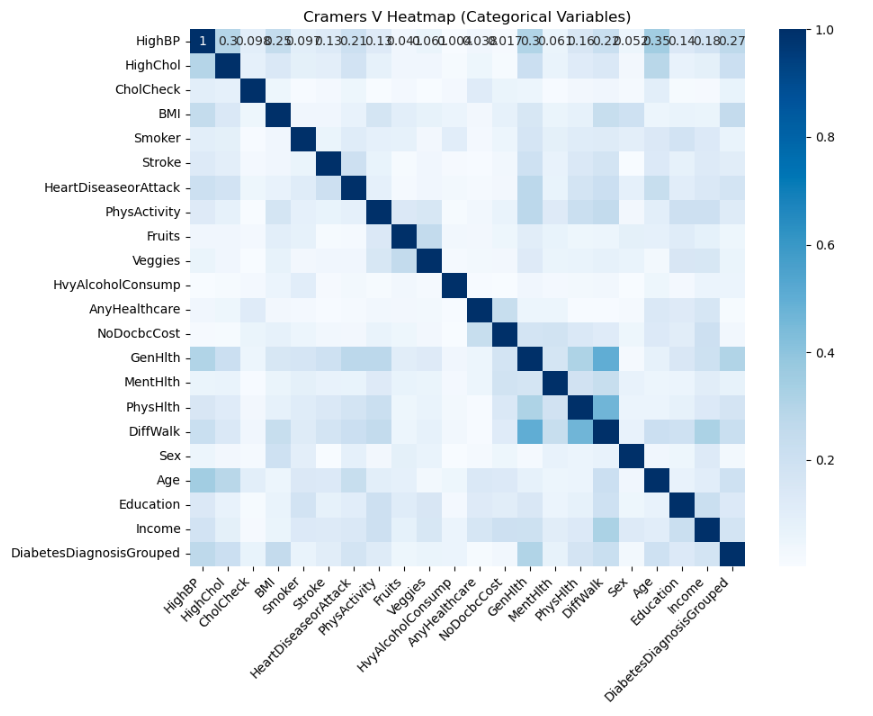 Cramers V Heatmap (Categorical Variables)
HighBP 1 0.3 0.098 0.25 0.097 0.13 0.21 0.13 0.041 0.061 0.004 0.038 0.017 0.3 0.061 0.16 0.22 0.052 0.35 0.14 0.18 0.27
HighChol
CholCheck
BMI
Smoker
Stroke
HeartDiseaseorAttack
PhysActivity
Fruits
Veggies
HvyAlcoholConsump
AnyHealthcare
NoDocbcCost
GenHlth
MentHlth
PhysHlth
DiffWalk
Sex
Age
Education
Income
DiabetesDiagnosisGrouped
HighBP
HighChol
CholCheck
BMI
Smoker
Stroke
HeartDiseaseorAttack
PhysActivity
Fruits
Veggies
HvyAlcoholConsump
AnyHealthcare
NoDocbcCost
GenHlth
MentHlth
PhysHlth
DiffWalk
Sex
Age
Education
Income
DiabetesDiagnosisGrouped
1.0
0.8
0.6
0.4
0.2